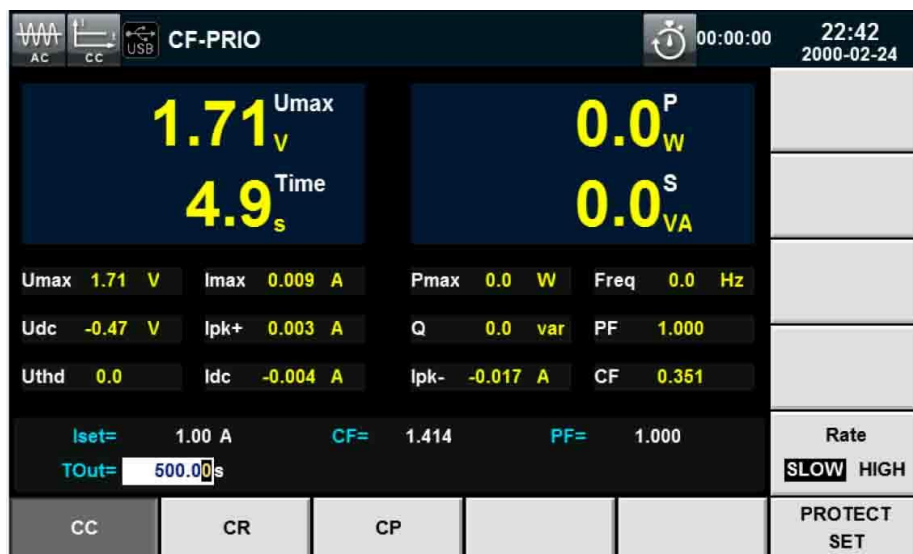 AC CC USB CF-PRIO 00:00:00 22:42
2000-02-24
1.71 Umax V
0.0 P W
4.9 Time s
0.0 S VA
Umax 1.71 V Imax 0.009 A Pmax 0.0 W Freq 0.0 Hz
Udc -0.47 V Ipk+ 0.003 A Q 0.0 var PF 1.000
Uthd 0.0 Idc -0.004 A Ipk- -0.017 A CF 0.351
Iset= 1.00 A CF= 1.414 PF= 1.000
TOut= 500.00s
Rate
SLOW HIGH
CC CR CP
PROTECT
SET